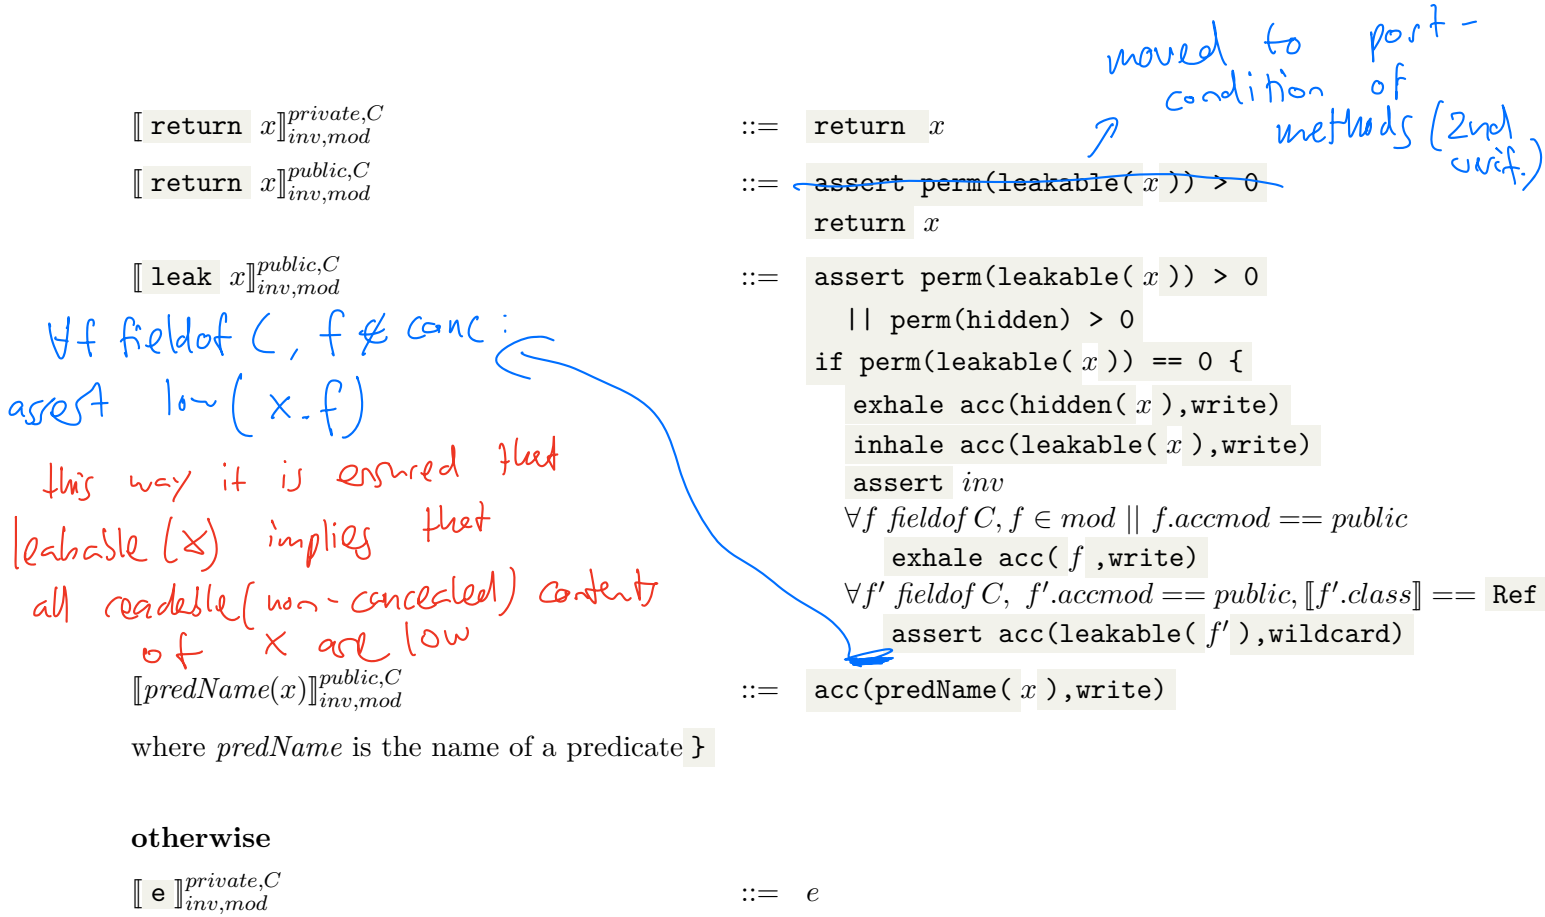 moved to post-
condition of
methods (2nd
verif.)
⟦ return x⟧^{private,C}_{inv,mod} ::= return x
⟦ return x⟧^{public,C}_{inv,mod} ::= assert perm(leakable( x )) > 0
return x
⟦ leak x⟧^{public,C}_{inv,mod} ::= assert perm(leakable( x )) > 0
|| perm(hidden) > 0
∀f fieldof C, f ∉ conc :
if perm(leakable( x )) == 0 {
assert low( x.f)
exhale acc(hidden( x ),write)
inhale acc(leakable( x ),write)
this way it is ensured that
assert inv
leakable (x) implies that
∀f fieldof C, f ∈ mod || f.accmod == public
exhale acc( f ,write)
all readable (non-concealed) contents
of x are low
∀f′ fieldof C, f′.accmod == public, ⟦f′.class⟧ == Ref
assert acc(leakable( f′ ),wildcard)
⟦predName(x)⟧^{public,C}_{inv,mod} ::= acc(predName( x ),write)
where predName is the name of a predicate }
otherwise
⟦ e ⟧^{private,C}_{inv,mod} ::= e